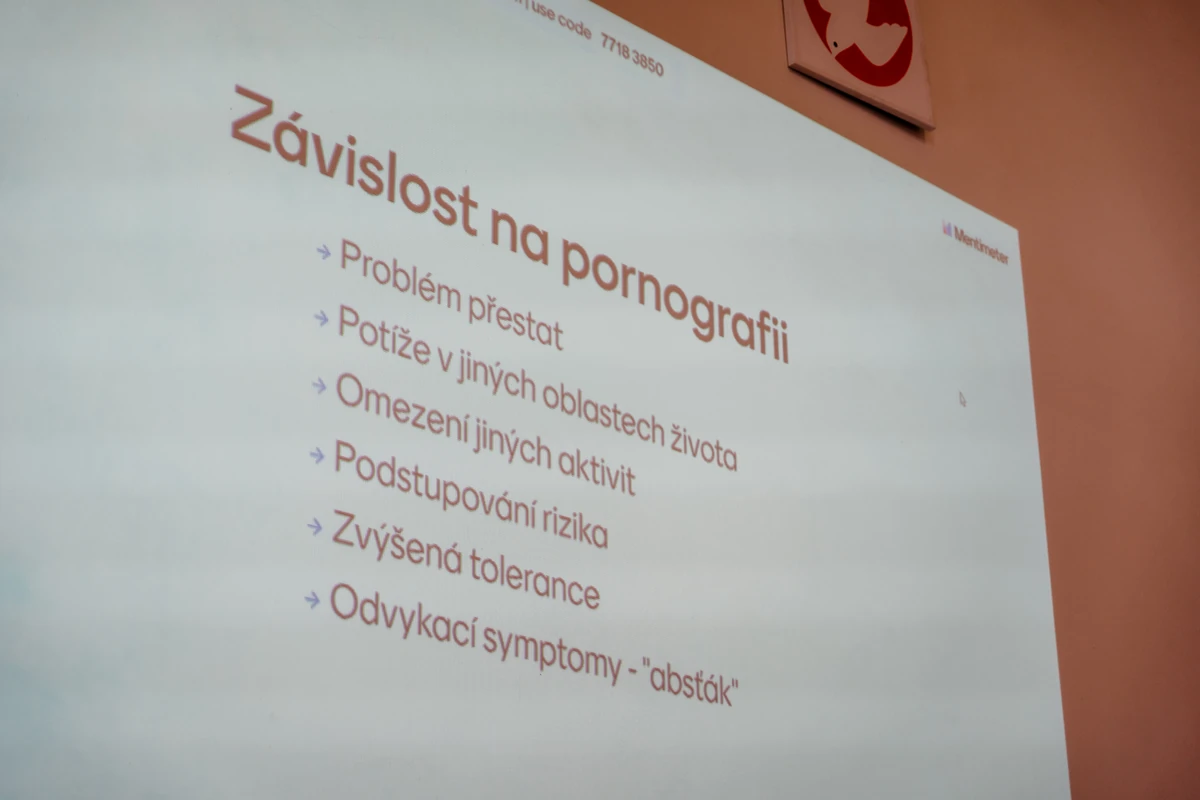 use code 7718 3850
Mentimeter
Závislost na pornografii
Problém přestat
Potíže v jiných oblastech života
Omezení jiných aktivit
Podstupování rizika
Zvýšená tolerance
Odvykací symptomy - "absťák"